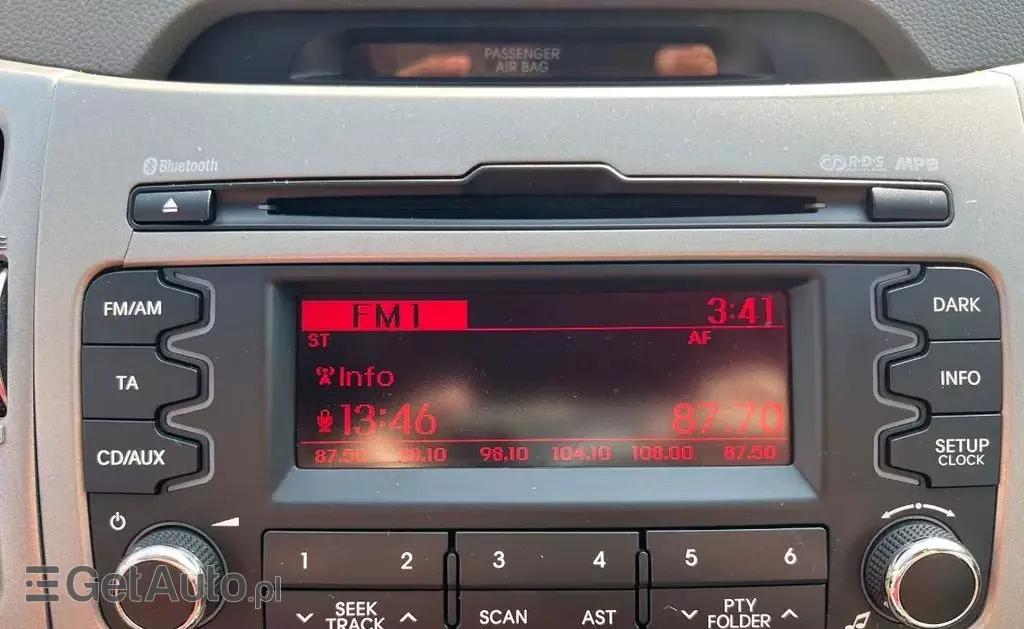 PASSENGER
AIR BAG
Bluetooth
R·D·S MP3
FM/AM
TA
CD/AUX
FM1 3:41
ST AF
Info
13:46 87.70
87.50 88.10 98.10 104.10 108.00 87.50
DARK
INFO
SETUP
CLOCK
1 2 3 4 5 6
SEEK
TRACK
SCAN
AST
PTY
FOLDER
GetAuto.pl